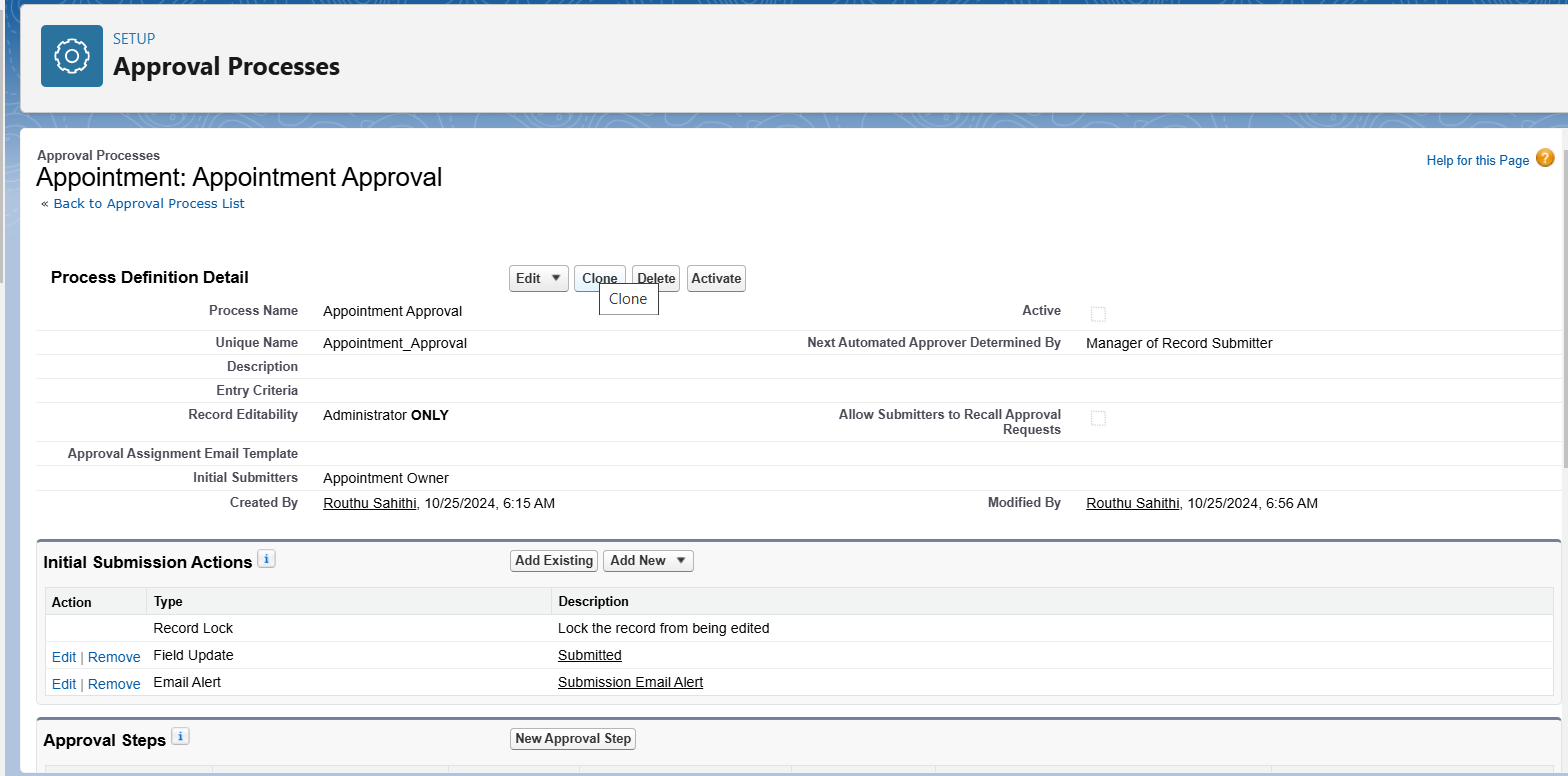 SETUP
Approval Processes
Approval Processes
Appointment: Appointment Approval
Help for this Page ?
« Back to Approval Process List
Process Definition Detail
Edit ▼ Clone Delete Activate
Clone
Process Name Appointment Approval Active
Unique Name Appointment_Approval Next Automated Approver Determined By Manager of Record Submitter
Description
Entry Criteria
Record Editability Administrator ONLY Allow Submitters to Recall Approval
Requests
Approval Assignment Email Template
Initial Submitters Appointment Owner
Created By Routhu Sahithi, 10/25/2024, 6:15 AM Modified By Routhu Sahithi, 10/25/2024, 6:56 AM
Initial Submission Actions i Add Existing Add New ▼
Action Type Description
Record Lock Lock the record from being edited
Edit | Remove Field Update Submitted
Edit | Remove Email Alert Submission Email Alert
Approval Steps i New Approval Step